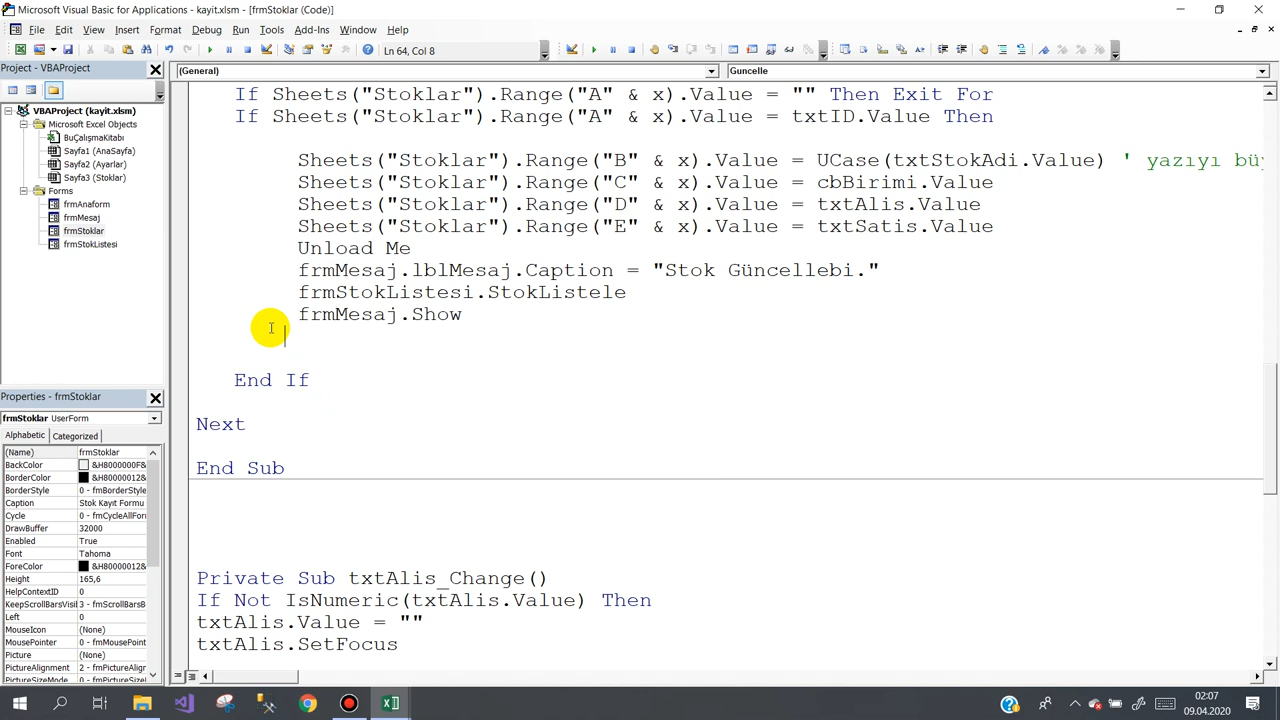 Microsoft Visual Basic for Applications - kayit.xlsm - [frmStoklar (Code)]
File Edit View Insert Format Debug Run Tools Add-Ins Window Help
Ln 64, Col 8
Project - VBAProject
(General) Guncelle
VBAProject (kayit.xlsm)
Microsoft Excel Objects
BuÇalışmaKitabı
Sayfa1 (AnaSayfa)
Sayfa2 (Ayarlar)
Sayfa3 (Stoklar)
Forms
frmAnaform
frmMesaj
frmStoklar
frmStokListesi
If Sheets("Stoklar").Range("A" & x).Value = "" Then Exit For
If Sheets("Stoklar").Range("A" & x).Value = txtID.Value Then
Sheets("Stoklar").Range("B" & x).Value = UCase(txtStokAdi.Value) ' yazıyı
Sheets("Stoklar").Range("C" & x).Value = cbBirimi.Value
Sheets("Stoklar").Range("D" & x).Value = txtAlis.Value
Sheets("Stoklar").Range("E" & x).Value = txtSatis.Value
Unload Me
frmMesaj.lblMesaj.Caption = "Stok Güncellebi."
frmStokListesi.StokListele
frmMesaj.Show
End If
Next
End Sub
Private Sub txtAlis_Change()
If Not IsNumeric(txtAlis.Value) Then
txtAlis.Value = ""
txtAlis.SetFocus
Properties - frmStoklar
frmStoklar UserForm
Alphabetic Categorized
(Name) frmStoklar
BackColor &H8000000F&
BorderColor &H80000012&
BorderStyle 0 - fmBorderStyle
Caption Stok Kayıt Formu
Cycle 0 - fmCycleAllFor
DrawBuffer 32000
Enabled True
Font Tahoma
ForeColor &H80000012&
Height 165,6
HelpContextID 0
KeepScrollBarsVisi 3 - fmScrollBarsB
Left 0
MouseIcon (None)
MousePointer 0 - fmMousePoint
Picture (None)
PictureAlignment 2 - fmPictureAlign
PictureSizeMode 0 - fmPictureSize
02:07
09.04.2020